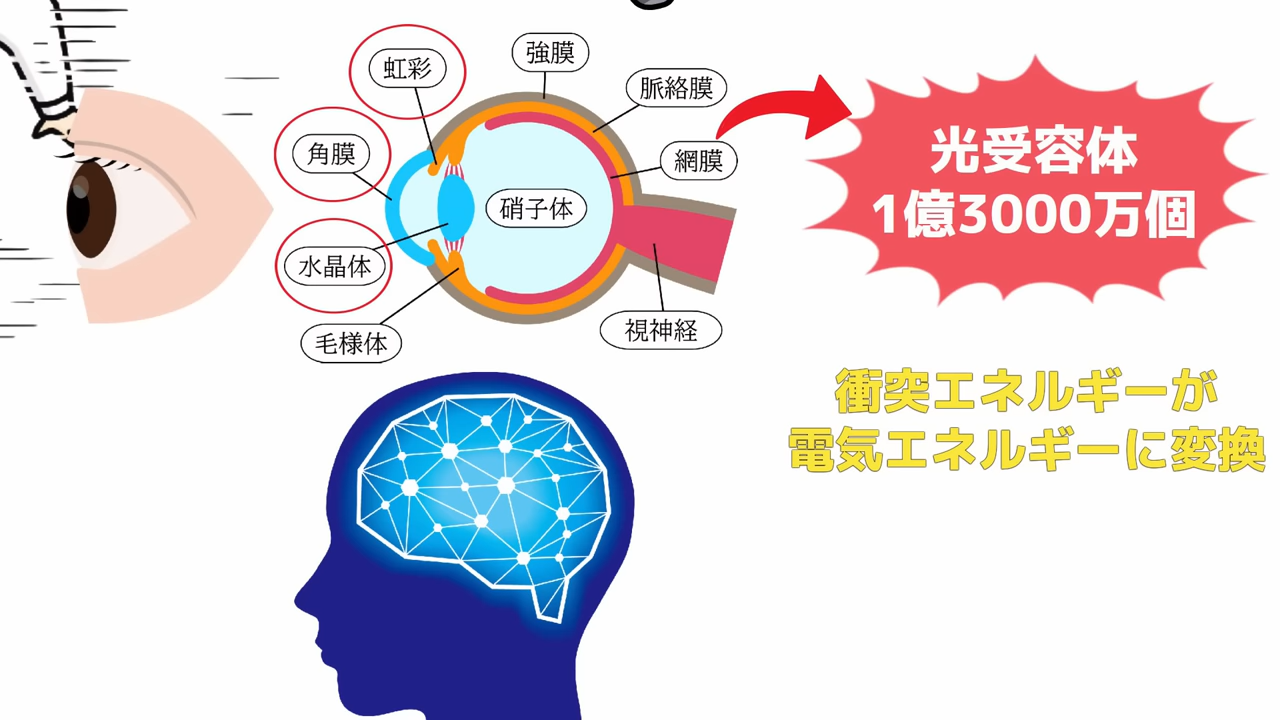 虹彩
強膜
脈絡膜
角膜
網膜
硝子体
水晶体
毛様体
視神経
光受容体
1億3000万個
衝突エネルギーが
電気エネルギーに変換